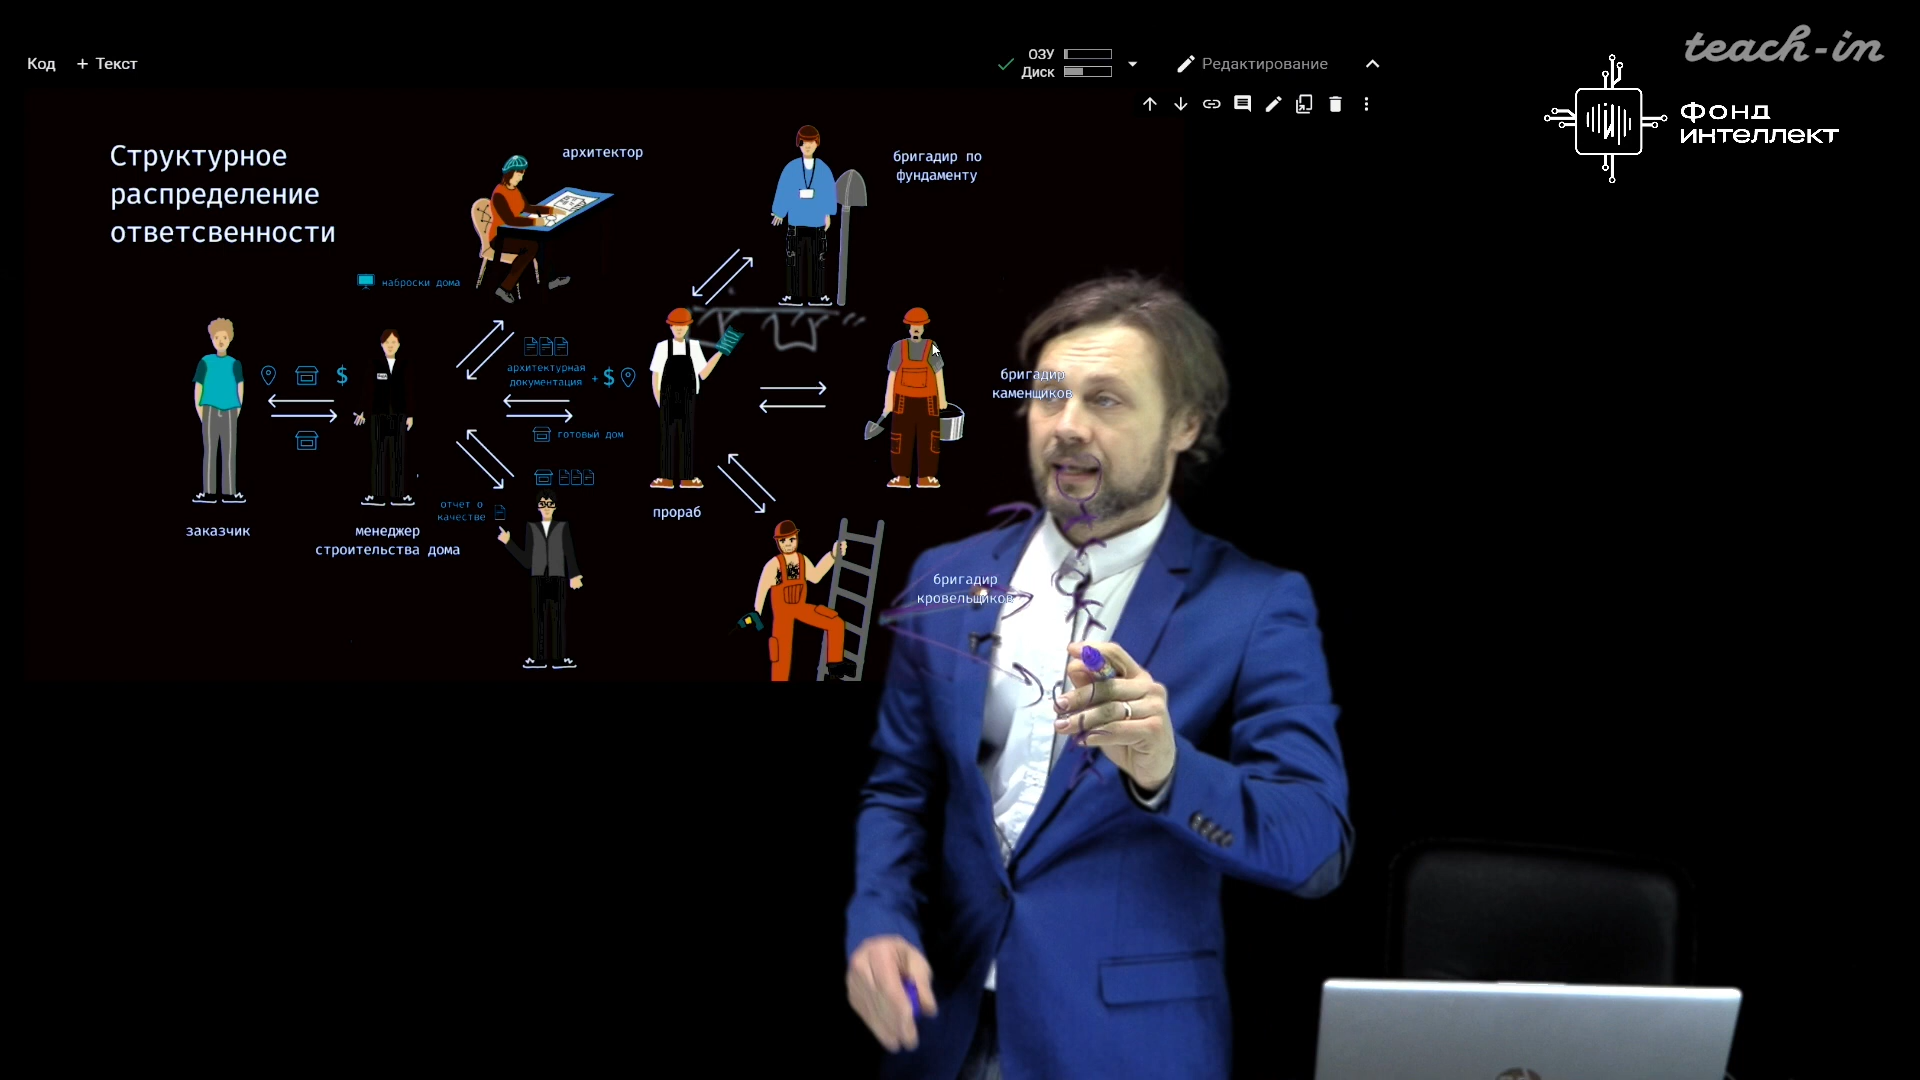 teach-in
Код + Текст
ОЗУ
Диск
Редактирование
Фонд
интеллект
Структурное
распределение
ответсвенности
архитектор
бригадир по
фундаменту
наброски дома
архитектурная
документация + $
$
готовый дом
бригадир
каменщиков
отчет о
качестве
заказчик
менеджер
строительства дома
прораб
бригадир
кровельщиков